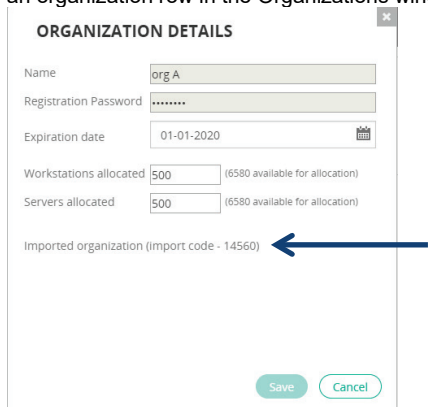 an organization row in the Organizations win
ORGANIZATION DETAILS
Name org A
Registration Password ••••••••
Expiration date 01-01-2020
Workstations allocated 500 (6580 available for allocation)
Servers allocated 500 (6580 available for allocation)
Imported organization (import code - 14560)
Save Cancel